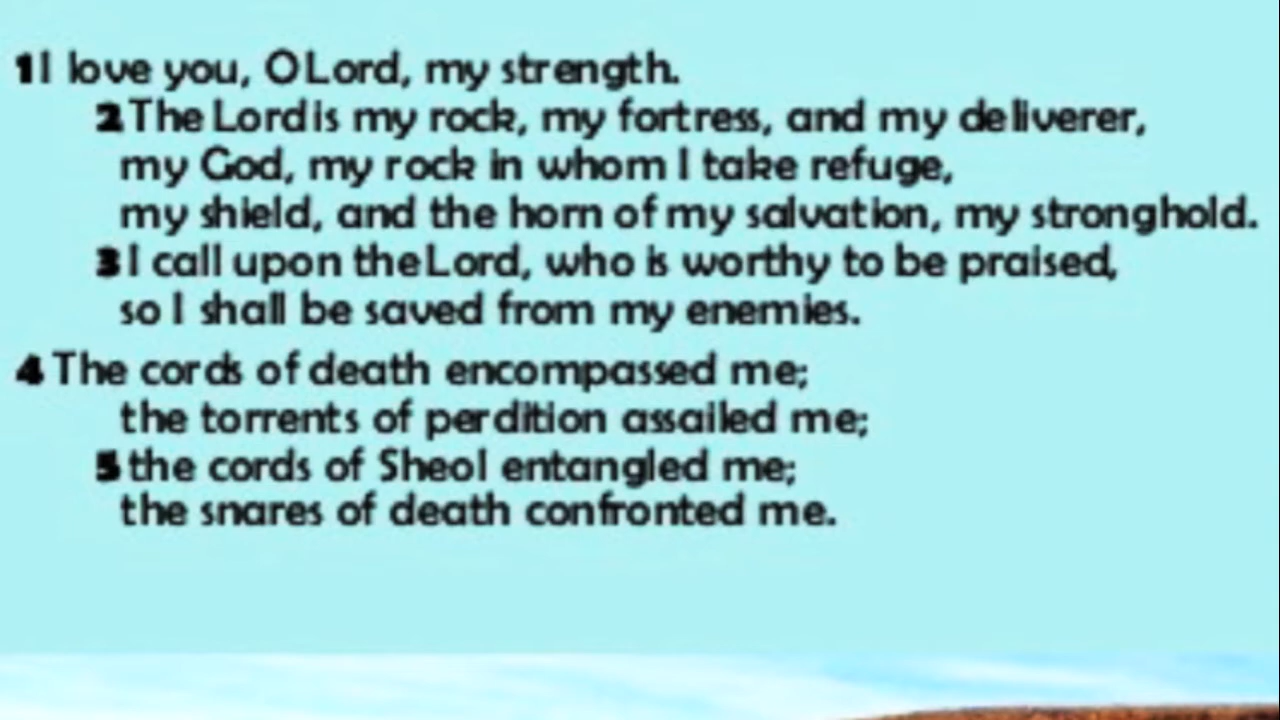 1 I love you, O Lord, my strength.
2 The Lord is my rock, my fortress, and my deliverer,
my God, my rock in whom I take refuge,
my shield, and the horn of my salvation, my stronghold.
3 I call upon the Lord, who is worthy to be praised,
so I shall be saved from my enemies.
4 The cords of death encompassed me;
the torrents of perdition assailed me;
5 the cords of Sheol entangled me;
the snares of death confronted me.